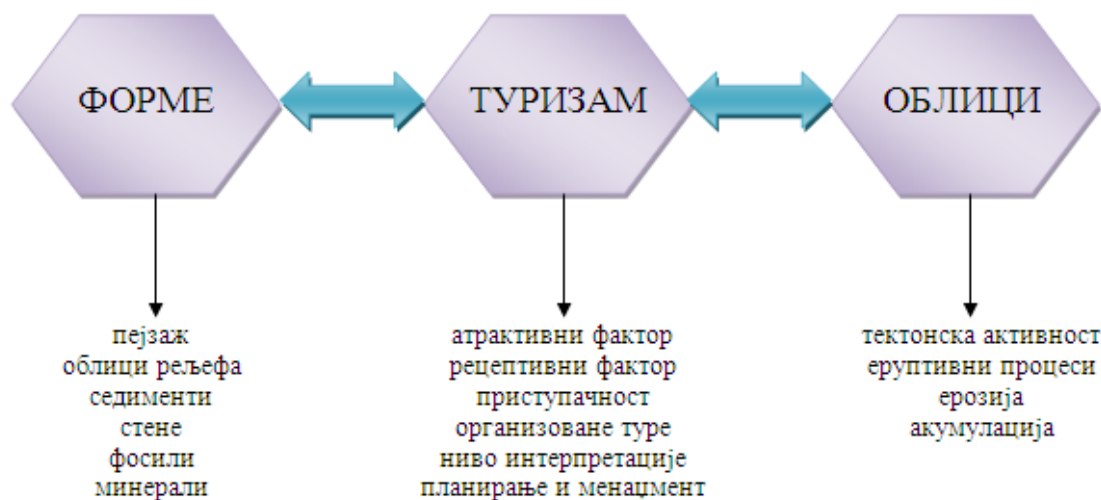 ФОРМЕ
ТУРИЗАМ
ОБЛИЦИ
пејзаж
облици рељефа
седименти
стене
фосили
минерали
атрактивни фактор
рецептивни фактор
приступачност
организоване туре
ниво интерпретације
планирање и менаџмент
тектонска активност
еруптивни процеси
ерозија
акумулација